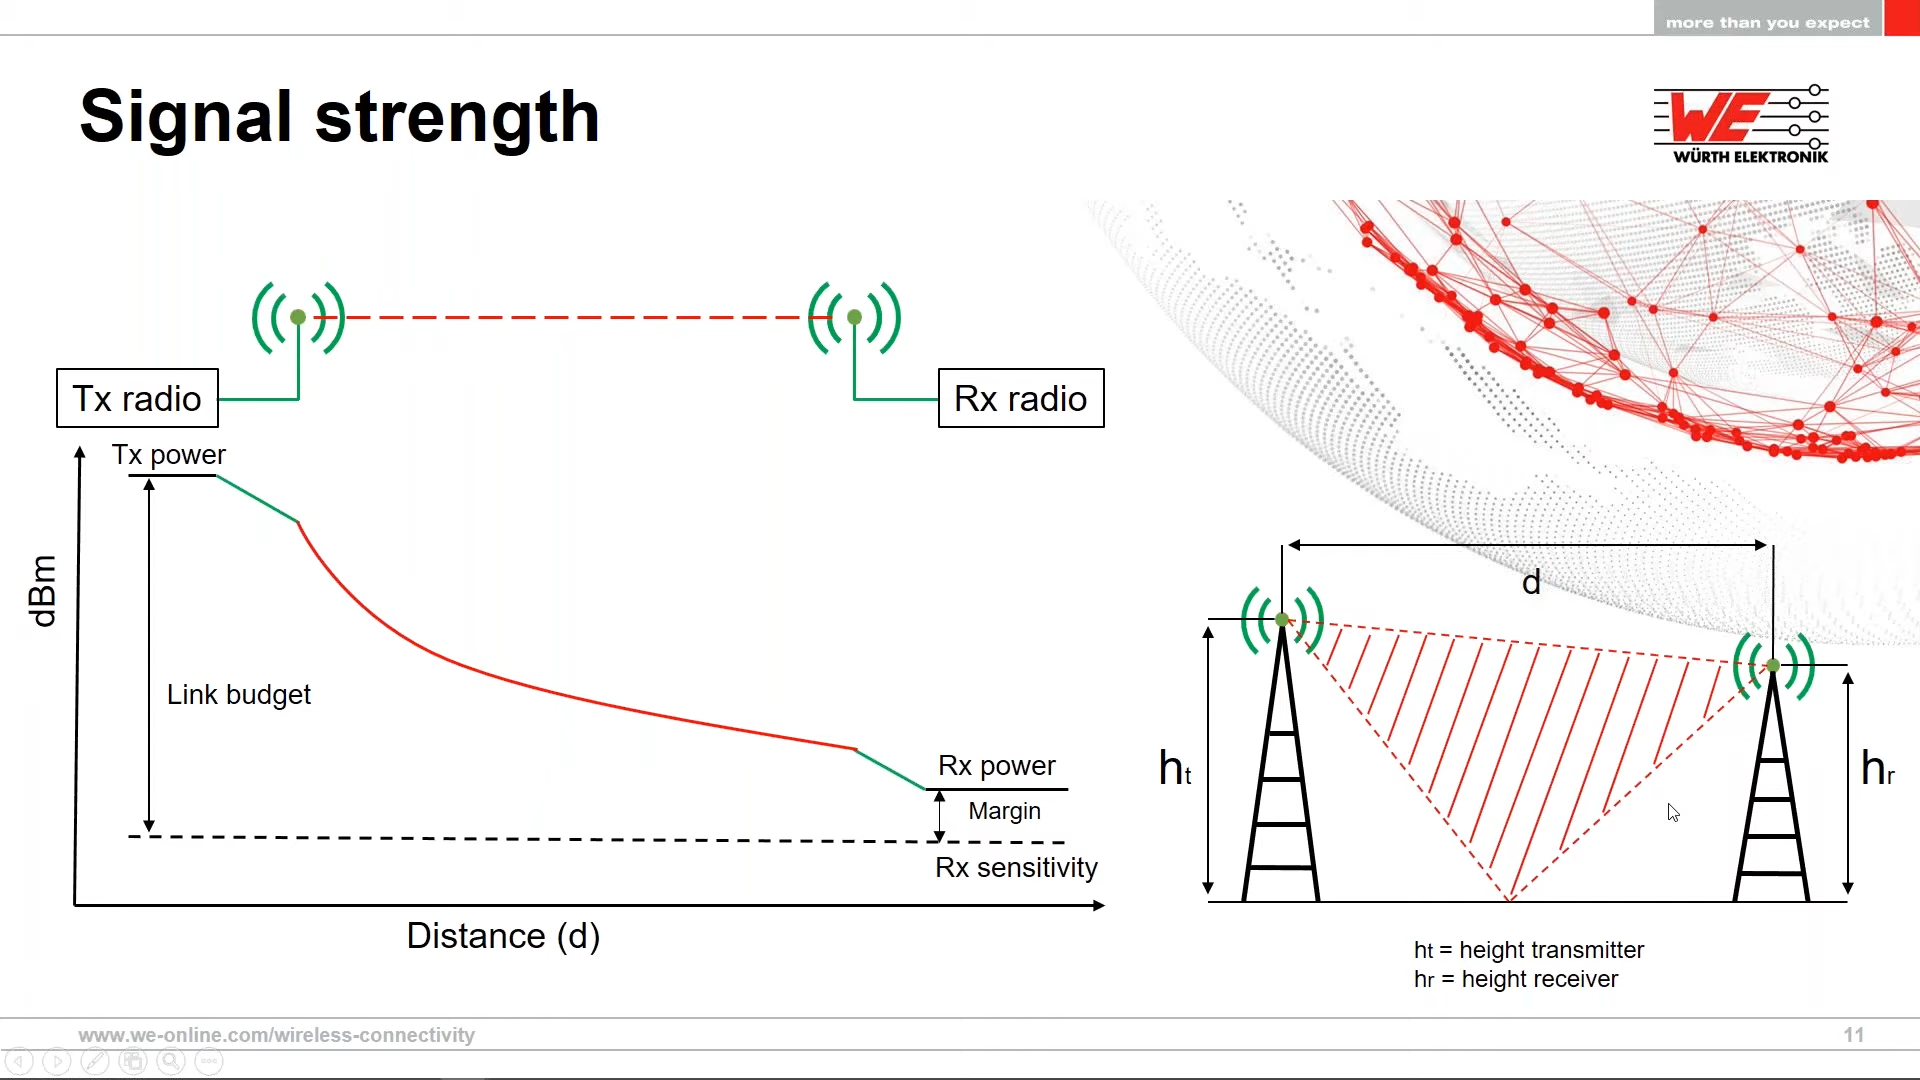 more than you expect
Signal strength
WE
WÜRTH ELEKTRONIK
Tx radio
Rx radio
Tx power
dBm
Link budget
Rx power
Margin
Rx sensitivity
Distance (d)
d
ht
hr
ht = height transmitter
hr = height receiver
www.we-online.com/wireless-connectivity
11